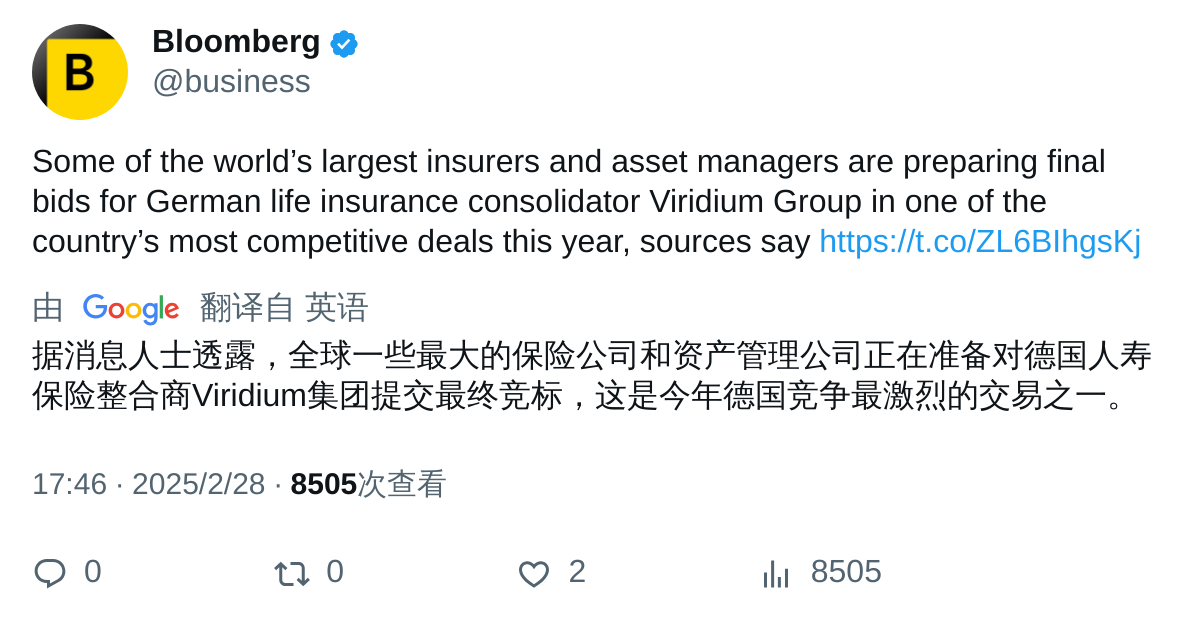 B
Bloomberg
@business
Some of the world’s largest insurers and asset managers are preparing final
bids for German life insurance consolidator Viridium Group in one of the
country’s most competitive deals this year, sources say https://t.co/ZL6BIhgsKj
由 Google 翻译自 英语
据消息人士透露，全球一些最大的保险公司和资产管理公司正在准备对德国人寿
保险整合商Viridium集团提交最终竞标，这是今年德国竞争最激烈的交易之一。
17:46 · 2025/2/28 · 8505次查看
0 0 2 8505